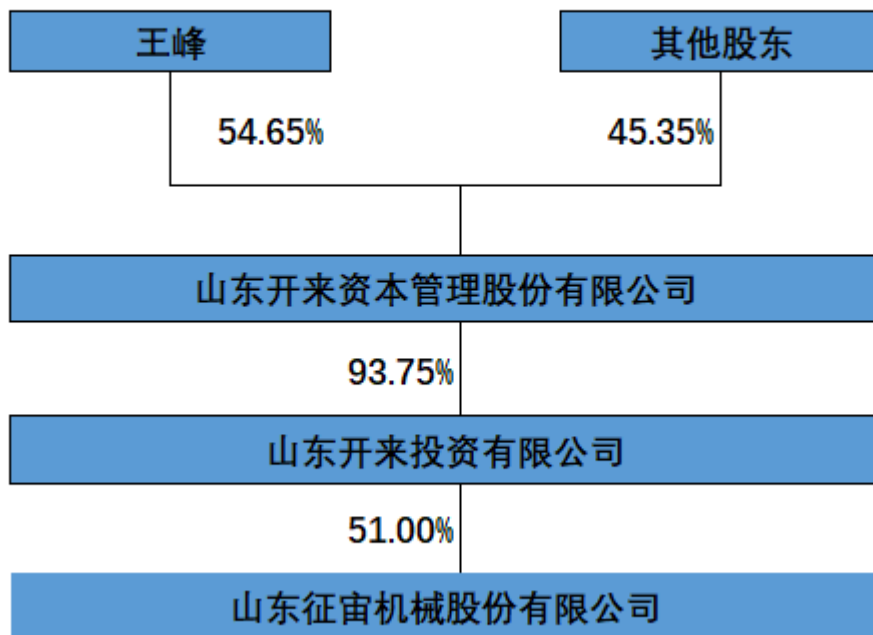 王峰
其他股东
54.65%
45.35%
山东开来资本管理股份有限公司
93.75%
山东开来投资有限公司
51.00%
山东征宙机械股份有限公司